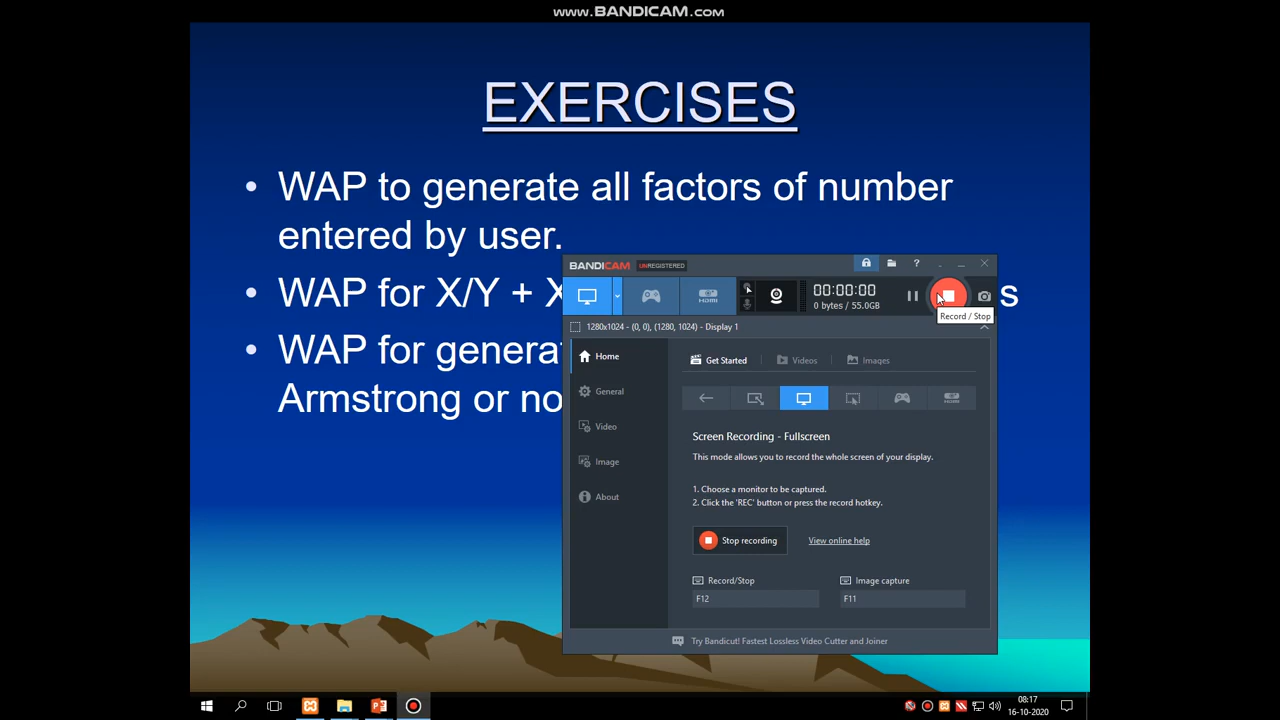 www.BANDICAM.com
EXERCISES
• WAP to generate all factors of number
entered by user.
• WAP for X/Y + X
s
• WAP for generat
Armstrong or no
BANDICAM UNREGISTERED
?
HDMI
00:00:00
0 bytes / 55.0GB
Record / Stop
1280x1024 - (0, 0), (1280, 1024) - Display 1
Home
General
Video
Image
About
Get Started
Videos
Images
HDMI
Screen Recording - Fullscreen
This mode allows you to record the whole screen of your display.
1. Choose a monitor to be captured.
2. Click the 'REC' button or press the record hotkey.
Stop recording
View online help
Record/Stop
Image capture
F12
F11
Try Bandicut! Fastest Lossless Video Cutter and Joiner
08:17
16-10-2020